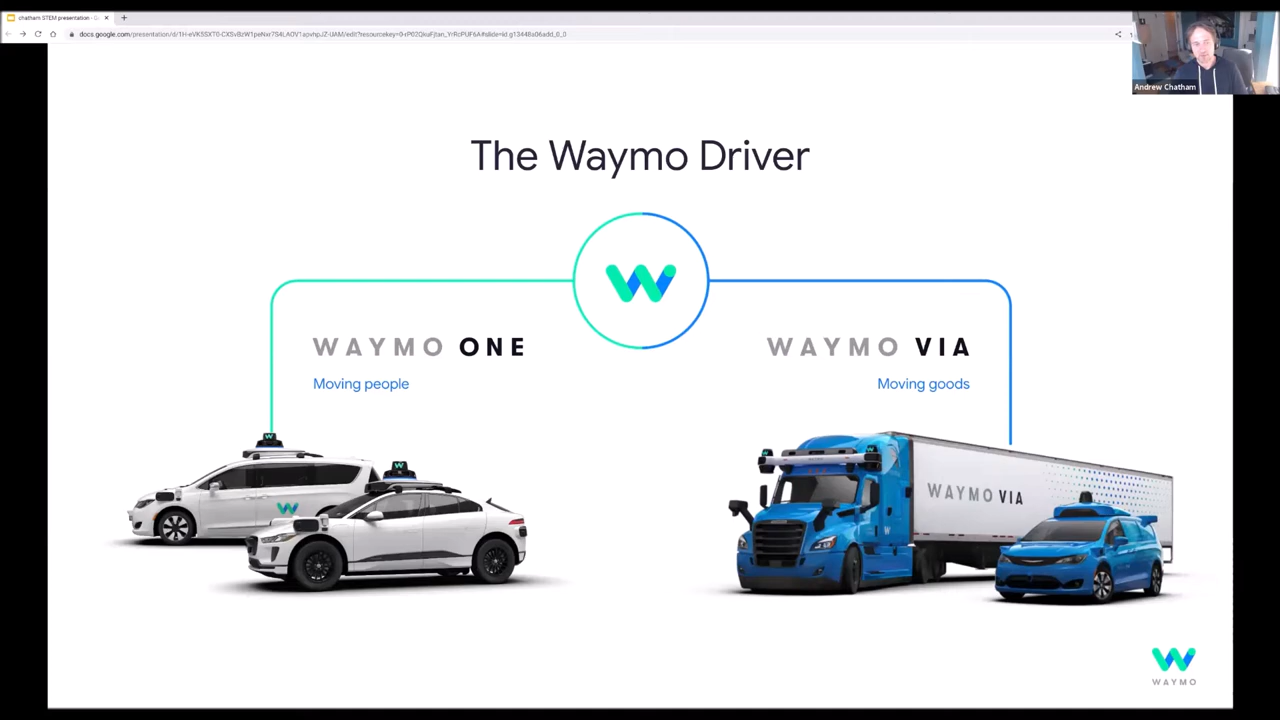 chatham STEM presentation - G
Andrew Chatham
The Waymo Driver
WAYMO ONE
WAYMO VIA
Moving people
Moving goods
WAYMO VIA
WAYMO